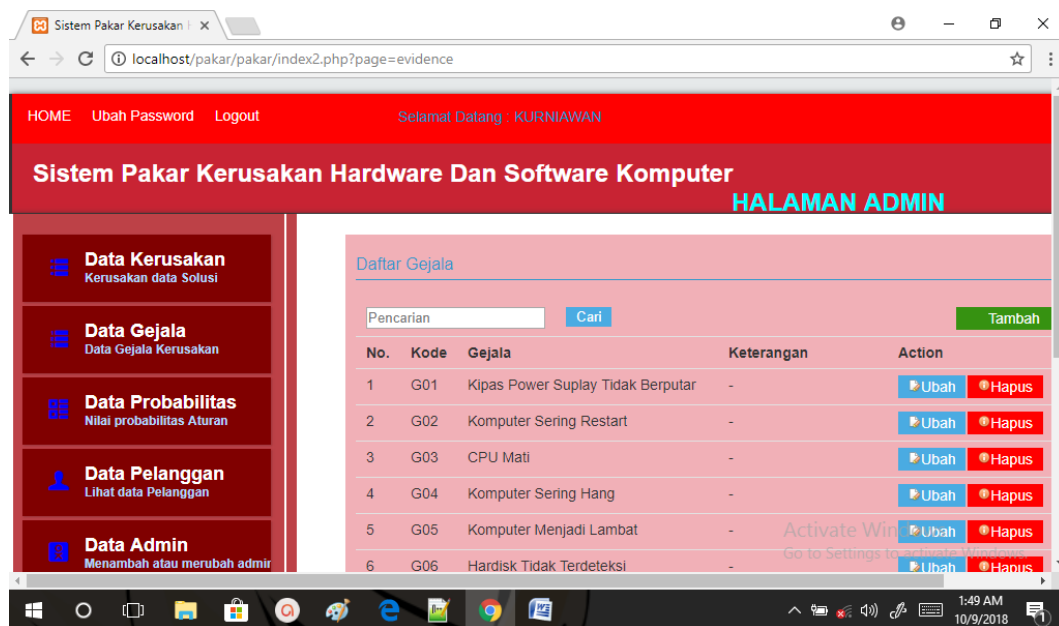 Sistem Pakar Kerusakan
localhost/pakar/pakar/index2.php?page=evidence
HOME Ubah Password Logout Selamat Datang : KURNIAWAN
Sistem Pakar Kerusakan Hardware Dan Software Komputer
HALAMAN ADMIN
Data Kerusakan
Kerusakan data Solusi
Data Gejala
Data Gejala Kerusakan
Data Probabilitas
Nilai probabilitas Aturan
Data Pelanggan
Lihat data Pelanggan
Data Admin
Menambah atau merubah admin
Daftar Gejala
Pencarian Cari Tambah
No. Kode Gejala Keterangan Action
1 G01 Kipas Power Suplay Tidak Berputar - Ubah Hapus
2 G02 Komputer Sering Restart - Ubah Hapus
3 G03 CPU Mati - Ubah Hapus
4 G04 Komputer Sering Hang - Ubah Hapus
5 G05 Komputer Menjadi Lambat - Ubah Hapus
6 G06 Hardisk Tidak Terdeteksi - Ubah Hapus
Activate Windows
Go to Settings to activate Windows.
1:49 AM
10/9/2018